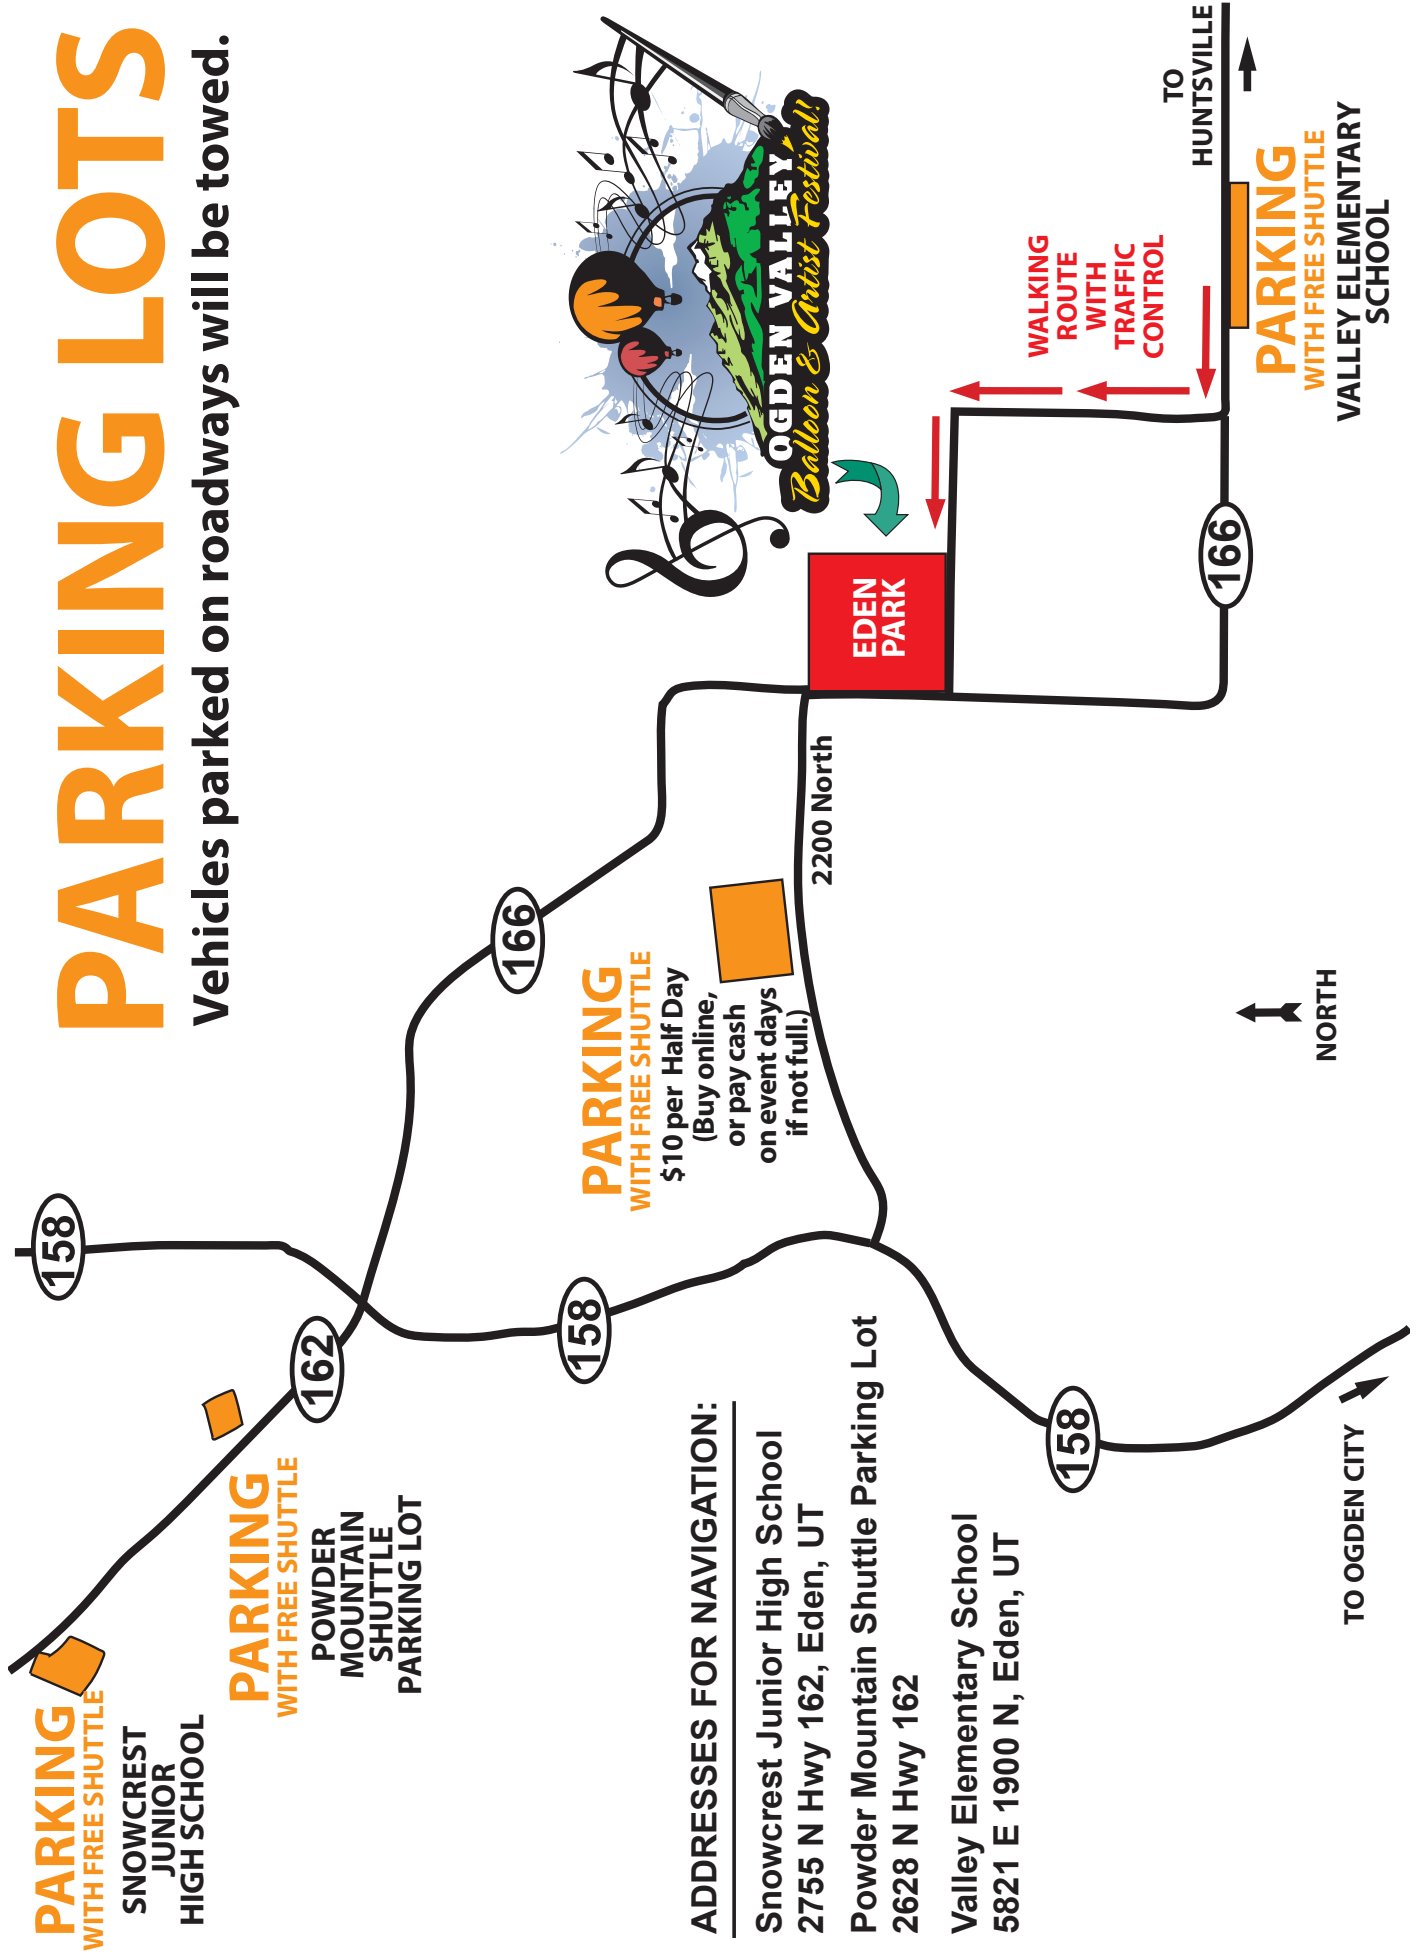 PARKING LOTS
Vehicles parked on roadways will be towed.
PARKING
WITH FREE SHUTTLE
SNOWCREST
JUNIOR
HIGH SCHOOL
PARKING
WITH FREE SHUTTLE
POWDER
MOUNTAIN
SHUTTLE
PARKING LOT
158
162
166
158
PARKING
WITH FREE SHUTTLE
$10 per Half Day
(Buy online,
or pay cash
on event days
if not full.)
2200 North
OGDEN VALLEY
Balloon & Artist Festival!
EDEN
PARK
WALKING
ROUTE
WITH
TRAFFIC
CONTROL
TO
HUNTSVILLE
166
PARKING
WITH FREE SHUTTLE
VALLEY ELEMENTARY
SCHOOL
ADDRESSES FOR NAVIGATION:
Snowcrest Junior High School
2755 N Hwy 162, Eden, UT
Powder Mountain Shuttle Parking Lot
2628 N Hwy 162
Valley Elementary School
5821 E 1900 N, Eden, UT
158
TO OGDEN CITY
NORTH